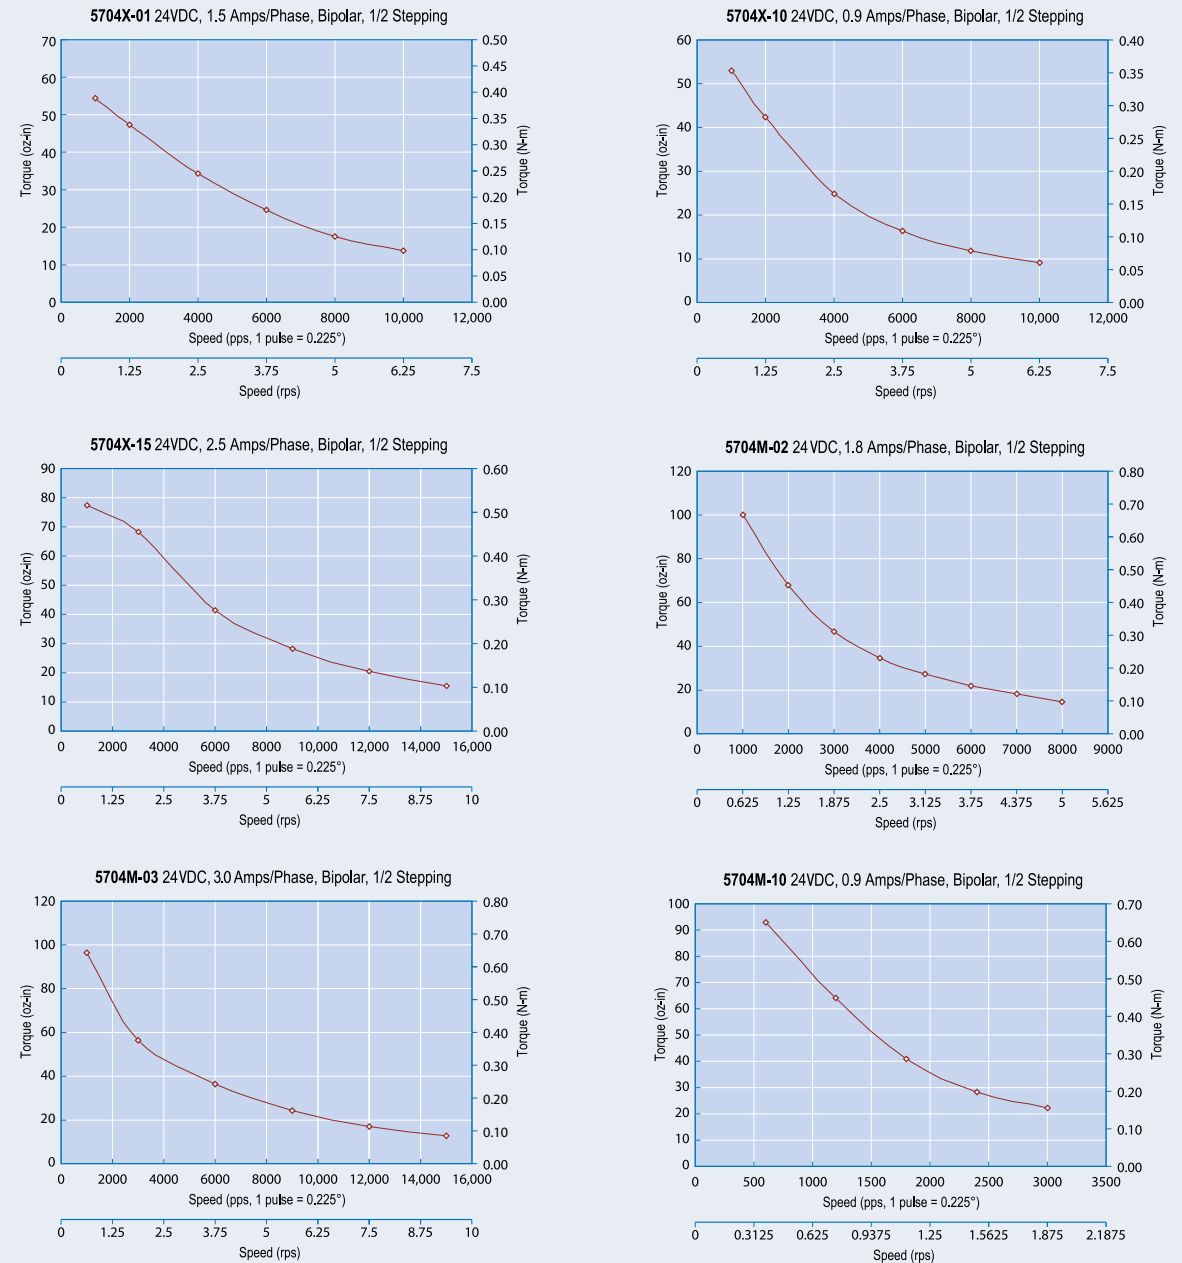 5704X-01 24VDC, 1.5 Amps/Phase, Bipolar, 1/2 Stepping
70
60
50
40
30
20
10
0
Torque (oz-in)
0.50
0.45
0.40
0.35
0.30
0.25
0.20
0.15
0.10
0.05
0.00
Torque (N-m)
0 2000 4000 6000 8000 10,000 12,000
Speed (pps, 1 pulse = 0.225°)
0 1.25 2.5 3.75 5 6.25 7.5
Speed (rps)
5704X-10 24VDC, 0.9 Amps/Phase, Bipolar, 1/2 Stepping
60
50
40
30
20
10
0
Torque (oz-in)
0.40
0.35
0.30
0.25
0.20
0.15
0.10
0.05
0.00
Torque (N-m)
0 2000 4000 6000 8000 10,000 12,000
Speed (pps, 1 pulse = 0.225°)
0 1.25 2.5 3.75 5 6.25 7.5
Speed (rps)
5704X-15 24VDC, 2.5 Amps/Phase, Bipolar, 1/2 Stepping
90
80
70
60
50
40
30
20
10
0
Torque (oz-in)
0.60
0.50
0.40
0.30
0.20
0.10
0.00
Torque (N-m)
0 2000 4000 6000 8000 10,000 12,000 14,000 16,000
Speed (pps, 1 pulse = 0.225°)
0 1.25 2.5 3.75 5 6.25 7.5 8.75 10
Speed (rps)
5704M-02 24VDC, 1.8 Amps/Phase, Bipolar, 1/2 Stepping
120
100
80
60
40
20
0
Torque (oz-in)
0.80
0.70
0.60
0.50
0.40
0.30
0.20
0.10
0.00
Torque (N-m)
0 1000 2000 3000 4000 5000 6000 7000 8000 9000
Speed (pps, 1 pulse = 0.225°)
0 0.625 1.25 1.875 2.5 3.125 3.75 4.375 5 5.625
Speed (rps)
5704M-03 24VDC, 3.0 Amps/Phase, Bipolar, 1/2 Stepping
120
100
80
60
40
20
0
Torque (oz-in)
0.80
0.70
0.60
0.50
0.40
0.30
0.20
0.10
0.00
Torque (N-m)
0 2000 4000 6000 8000 10,000 12,000 14,000 16,000
Speed (pps, 1 pulse = 0.225°)
0 1.25 2.5 3.75 5 6.25 7.5 8.75 10
Speed (rps)
5704M-10 24VDC, 0.9 Amps/Phase, Bipolar, 1/2 Stepping
100
90
80
70
60
50
40
30
20
10
0
Torque (oz-in)
0.70
0.60
0.50
0.40
0.30
0.20
0.10
0.00
Torque (N-m)
0 500 1000 1500 2000 2500 3000 3500
Speed (pps, 1 pulse = 0.225°)
0 0.3125 0.625 0.9375 1.25 1.5625 1.875 2.1875
Speed (rps)